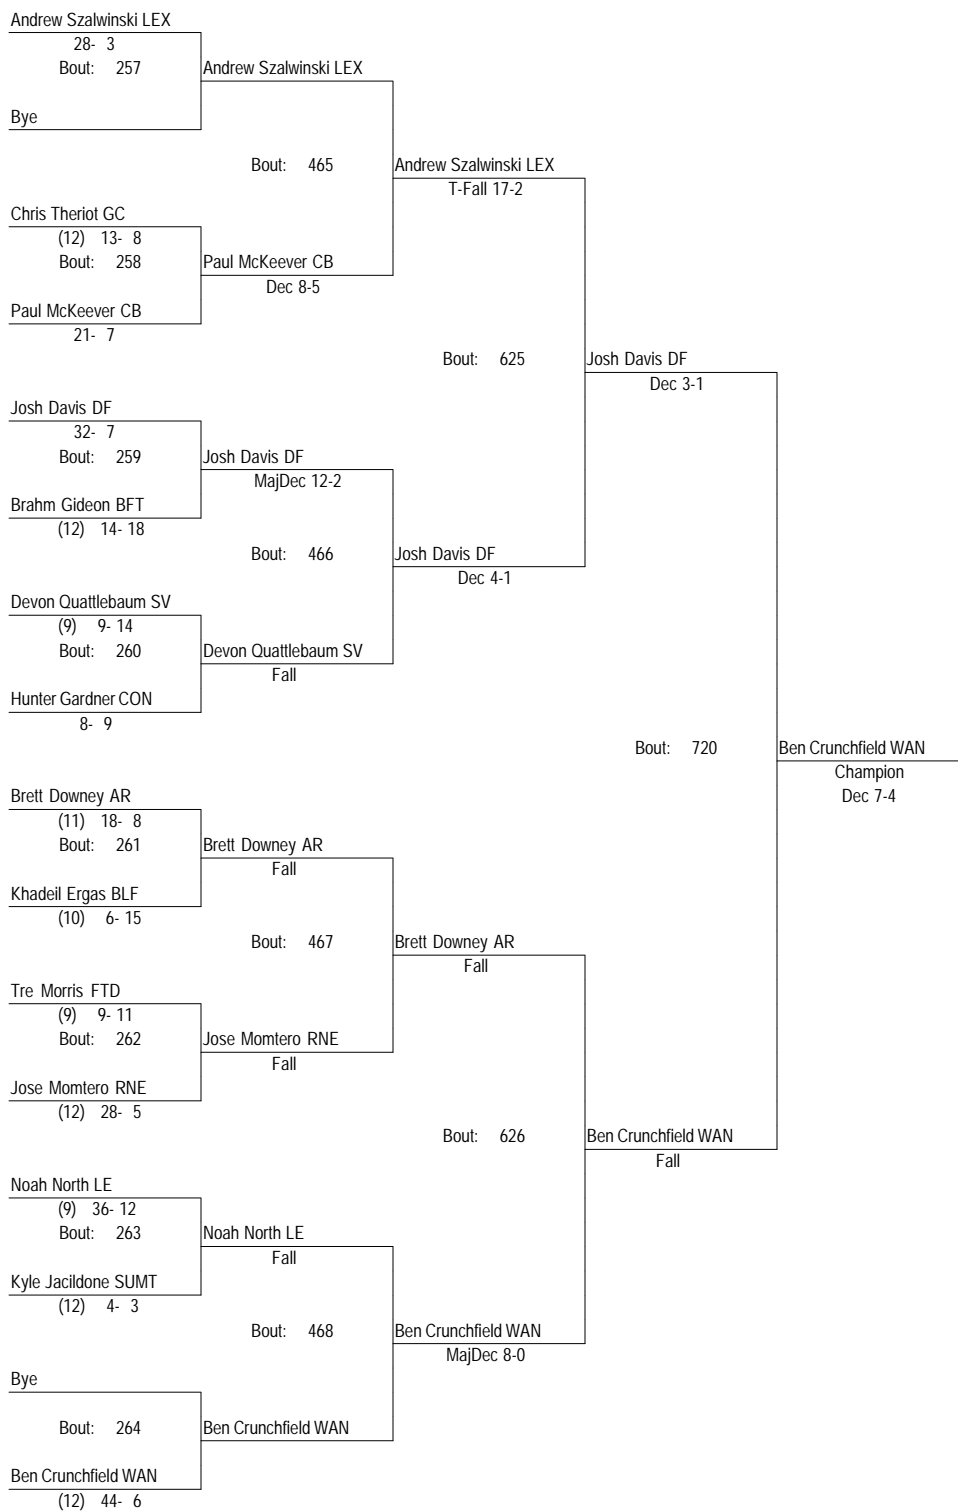 Andrew Szalwinski LEX
28- 3
Bout: 257
Andrew Szalwinski LEX
Bye
Bout: 465
Andrew Szalwinski LEX
T-Fall 17-2
Chris Theriot GC
(12) 13- 8
Bout: 258
Paul McKeever CB
Dec 8-5
Paul McKeever CB
21- 7
Bout: 625
Josh Davis DF
Dec 3-1
Josh Davis DF
32- 7
Bout: 259
Josh Davis DF
MajDec 12-2
Brahm Gideon BFT
(12) 14- 18
Bout: 466
Josh Davis DF
Dec 4-1
Devon Quattlebaum SV
(9) 9- 14
Bout: 260
Devon Quattlebaum SV
Fall
Hunter Gardner CON
8- 9
Bout: 720
Ben Crunchfield WAN
Champion
Dec 7-4
Brett Downey AR
(11) 18- 8
Bout: 261
Brett Downey AR
Fall
Khadeil Ergas BLF
(10) 6- 15
Bout: 467
Brett Downey AR
Fall
Tre Morris FTD
(9) 9- 11
Bout: 262
Jose Momtero RNE
Fall
Jose Momtero RNE
(12) 28- 5
Bout: 626
Ben Crunchfield WAN
Fall
Noah North LE
(9) 36- 12
Bout: 263
Noah North LE
Fall
Kyle Jacildone SUMT
(12) 4- 3
Bout: 468
Ben Crunchfield WAN
MajDec 8-0
Bye
Bout: 264
Ben Crunchfield WAN
Ben Crunchfield WAN
(12) 44- 6